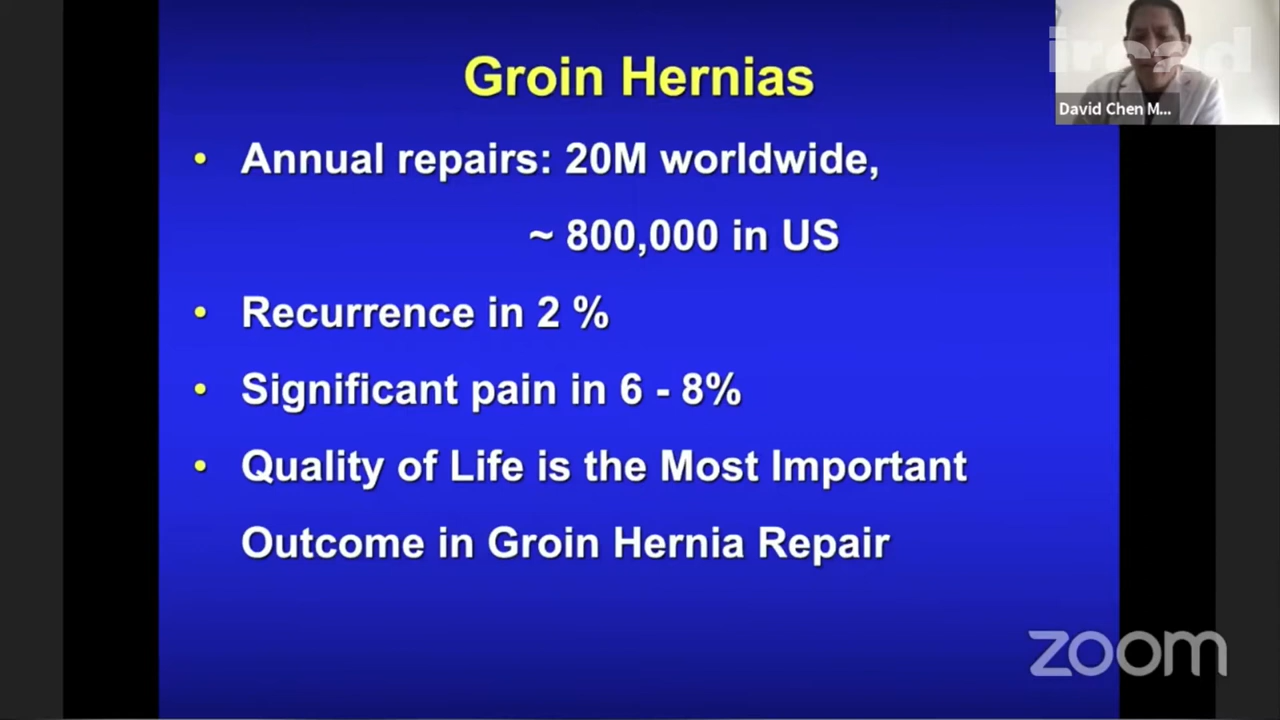 Groin Hernias
ircad
David Chen M...
• Annual repairs: 20M worldwide,
~ 800,000 in US
• Recurrence in 2 %
• Significant pain in 6 - 8%
• Quality of Life is the Most Important
Outcome in Groin Hernia Repair
zoom